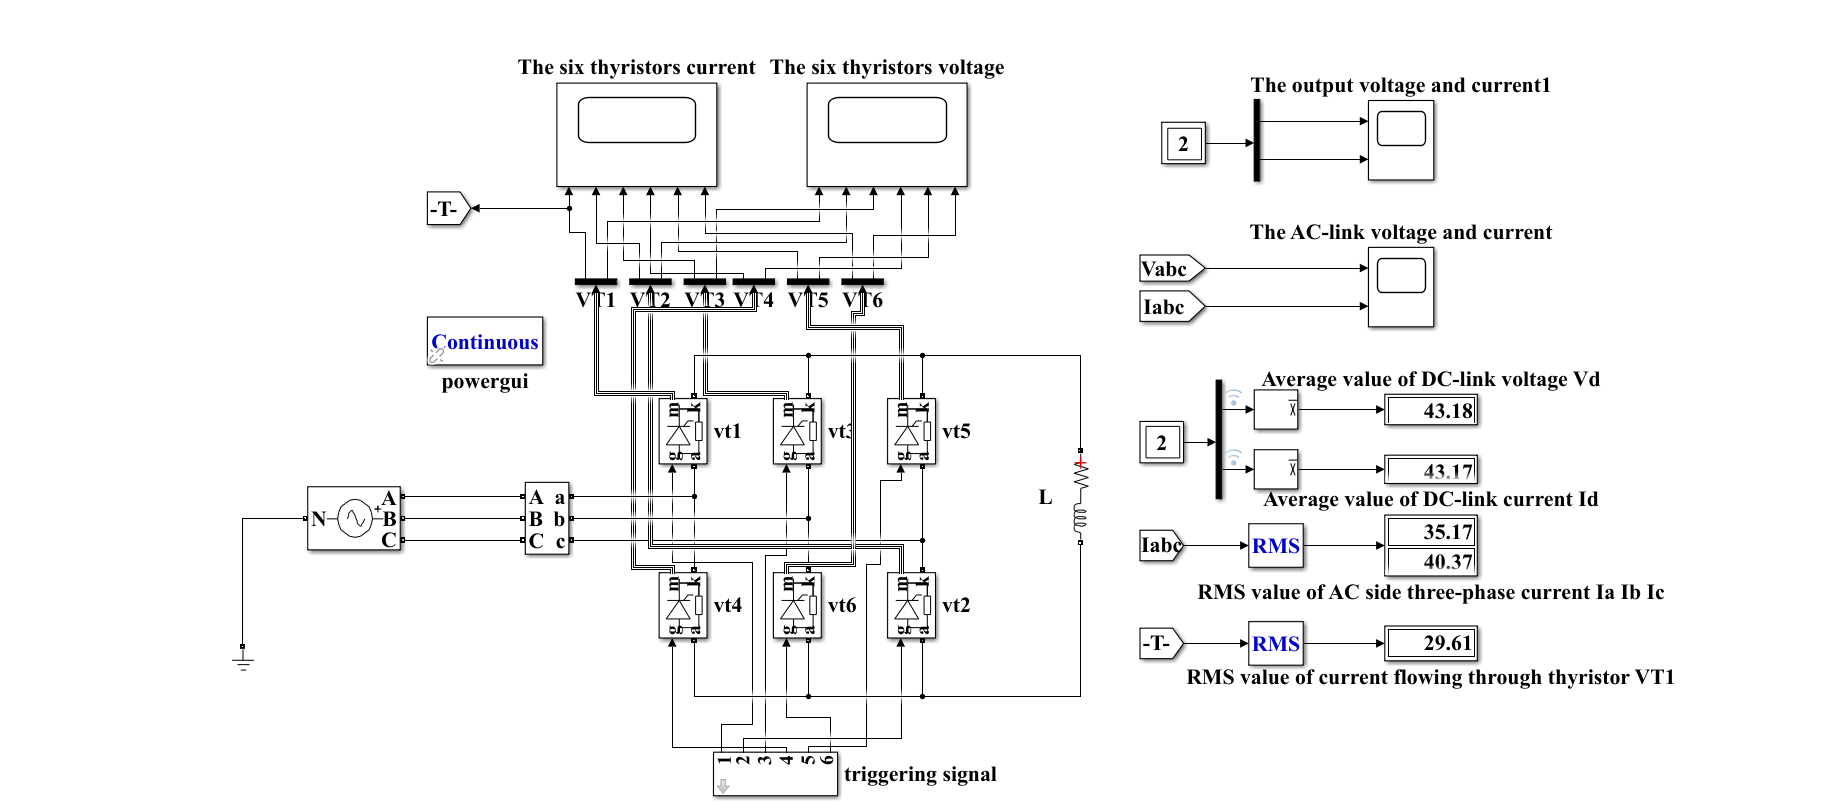 The six thyristors current
The six thyristors voltage
The output voltage and current1
2
-T-
The AC-link voltage and current
Vabc
Iabc
VT1
VT2
VT3
VT4
VT5
VT6
Continuous
powergui
Average value of DC-link voltage Vd
x
43.18
2
x
43.17
Average value of DC-link current Id
m k
g a
vt1
m k
g a
vt3
m k
g a
vt5
L
N
A
B
C
+
A a
B b
C c
Iabc
RMS
35.17
40.37
RMS value of AC side three-phase current Ia Ib Ic
m k
g a
vt4
m k
g a
vt6
m k
g a
vt2
-T-
RMS
29.61
RMS value of current flowing through thyristor VT1
1 2 3 4 5 6
triggering signal